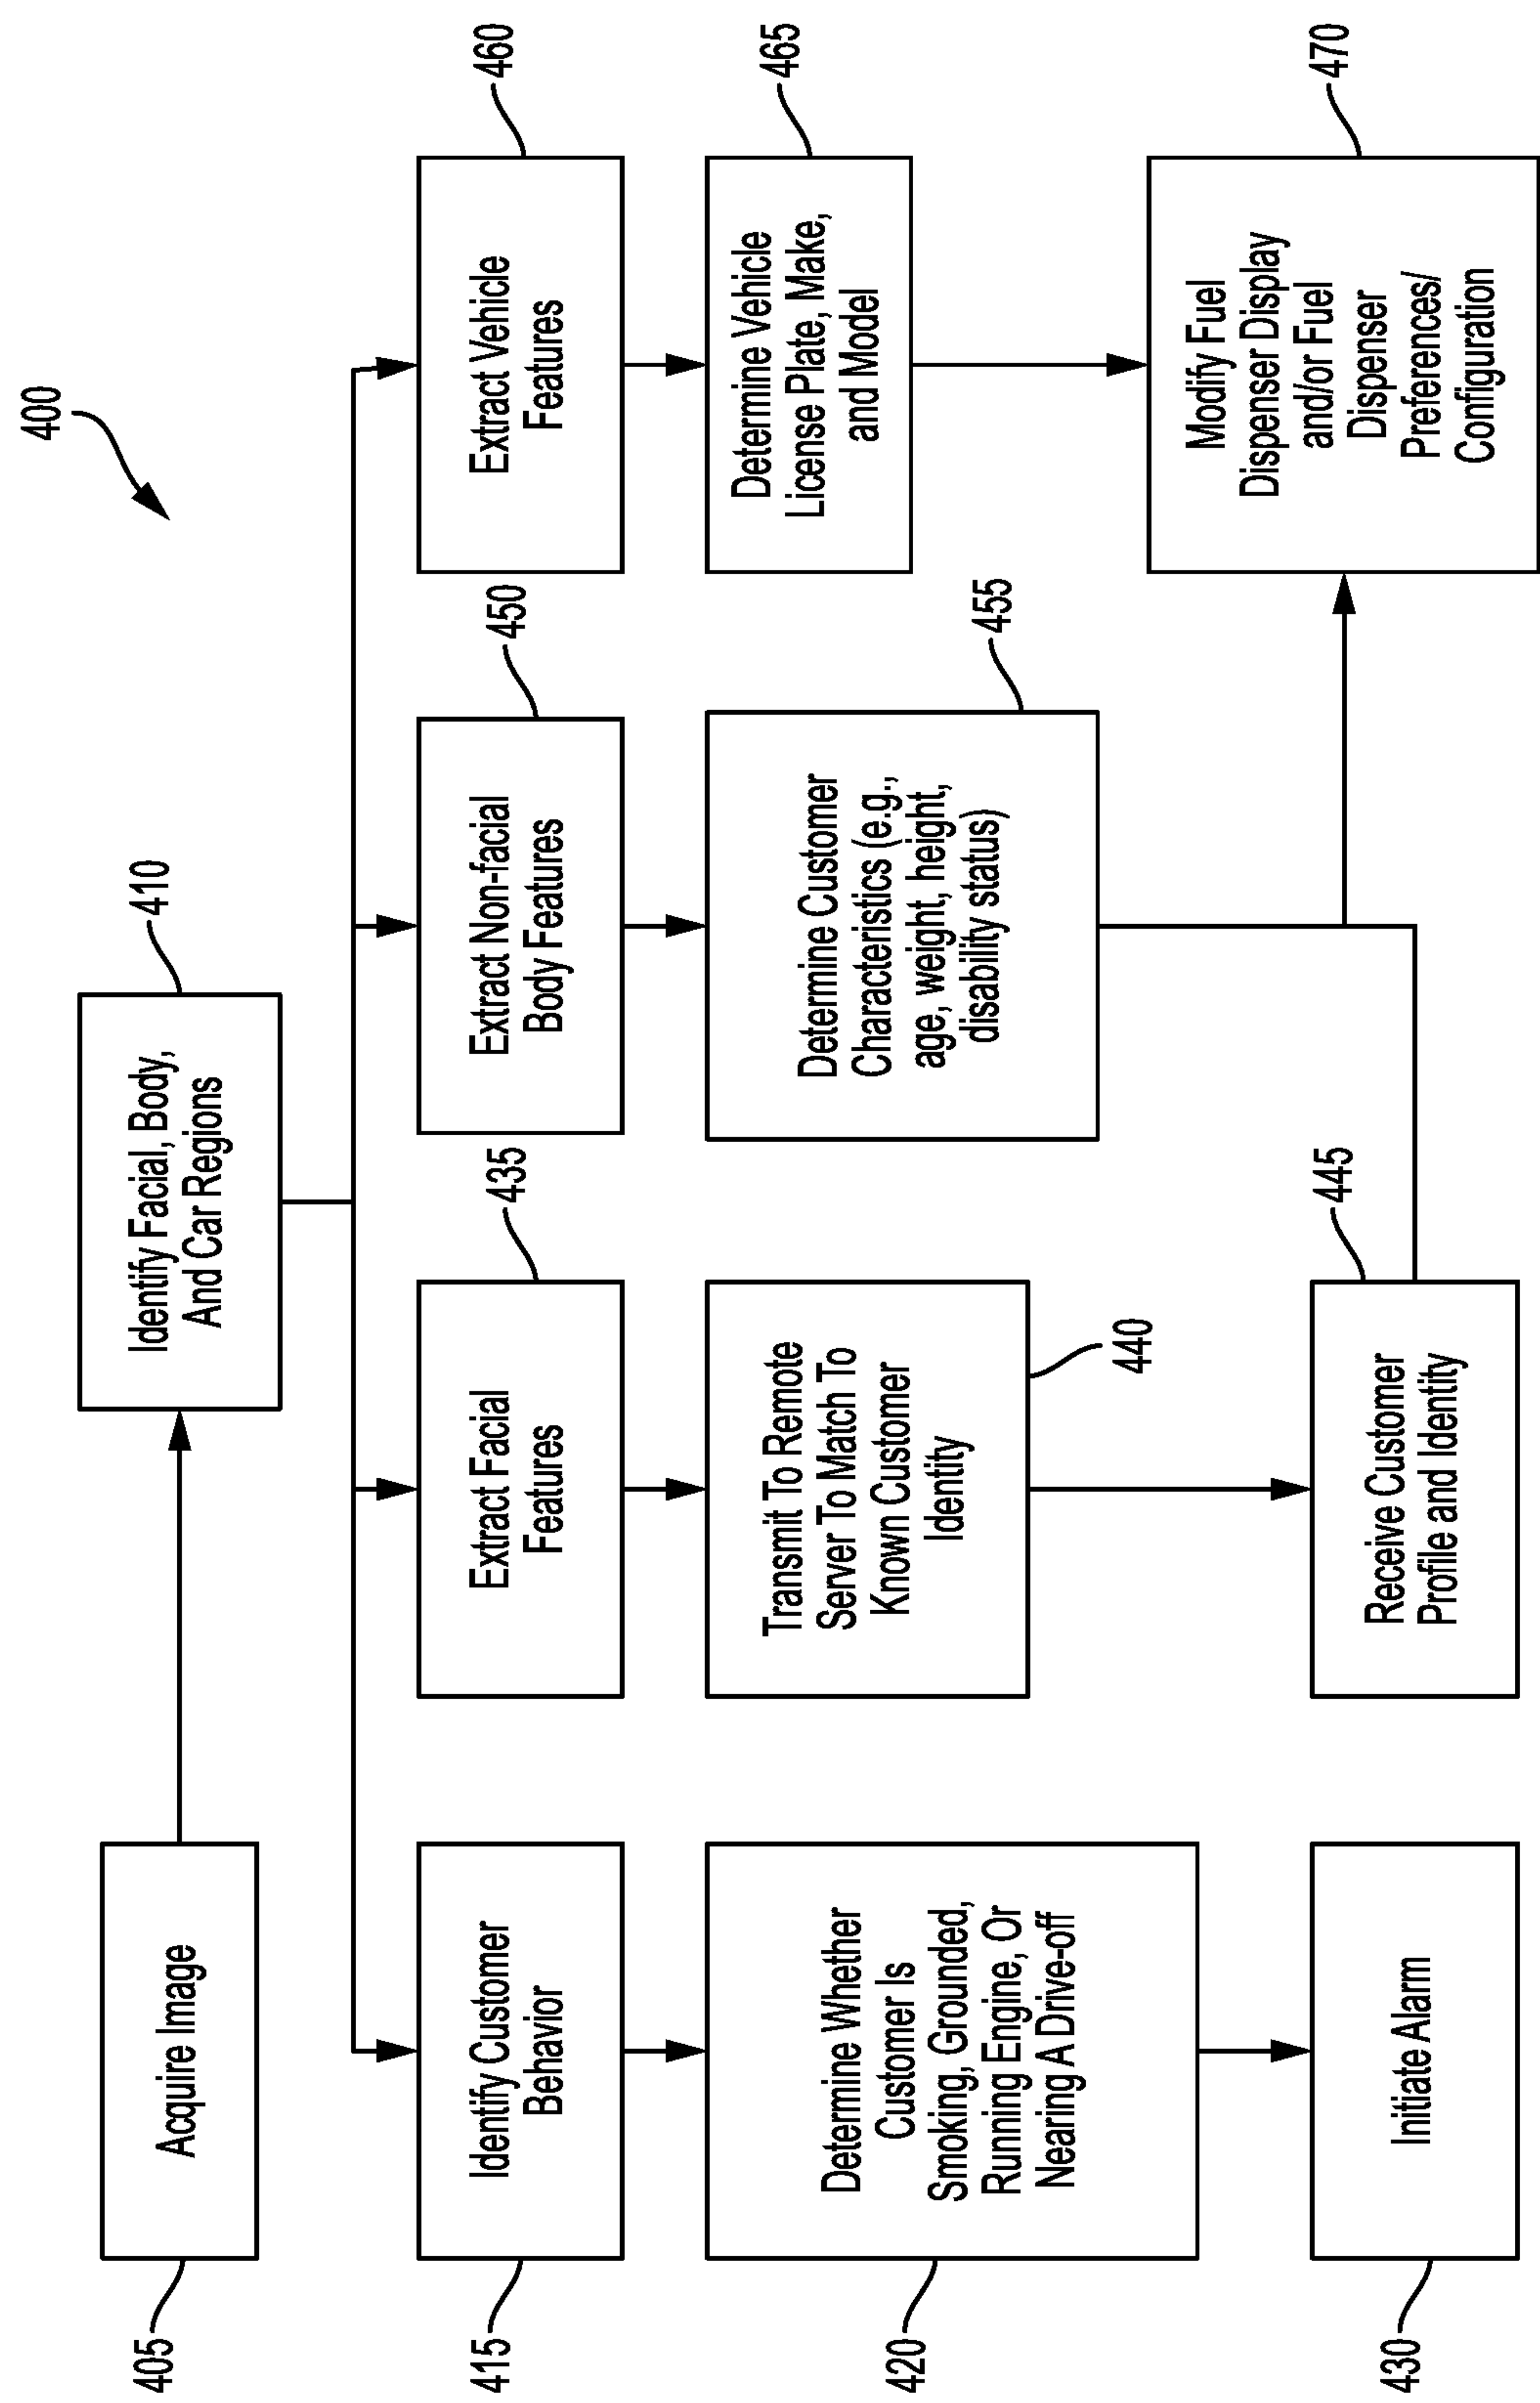 400
405
Acquire Image
410
Identify Facial, Body,
And Car Regions
415
Identify Customer
Behavior
435
Extract Facial
Features
450
Extract Non-facial
Body Features
460
Extract Vehicle
Features
420
Determine Whether
Customer Is
Smoking, Grounded,
Running Engine, Or
Nearing A Drive-off
440
Transmit To Remote
Server To Match To
Known Customer
Identity
455
Determine Customer
Characteristics (e.g.,
age, weight, height,
disability status)
465
Determine Vehicle
License Plate, Make,
and Model
430
Initiate Alarm
445
Receive Customer
Profile and Identity
470
Modify Fuel
Dispenser Display
and/or Fuel
Dispenser
Preferences/
Configuration